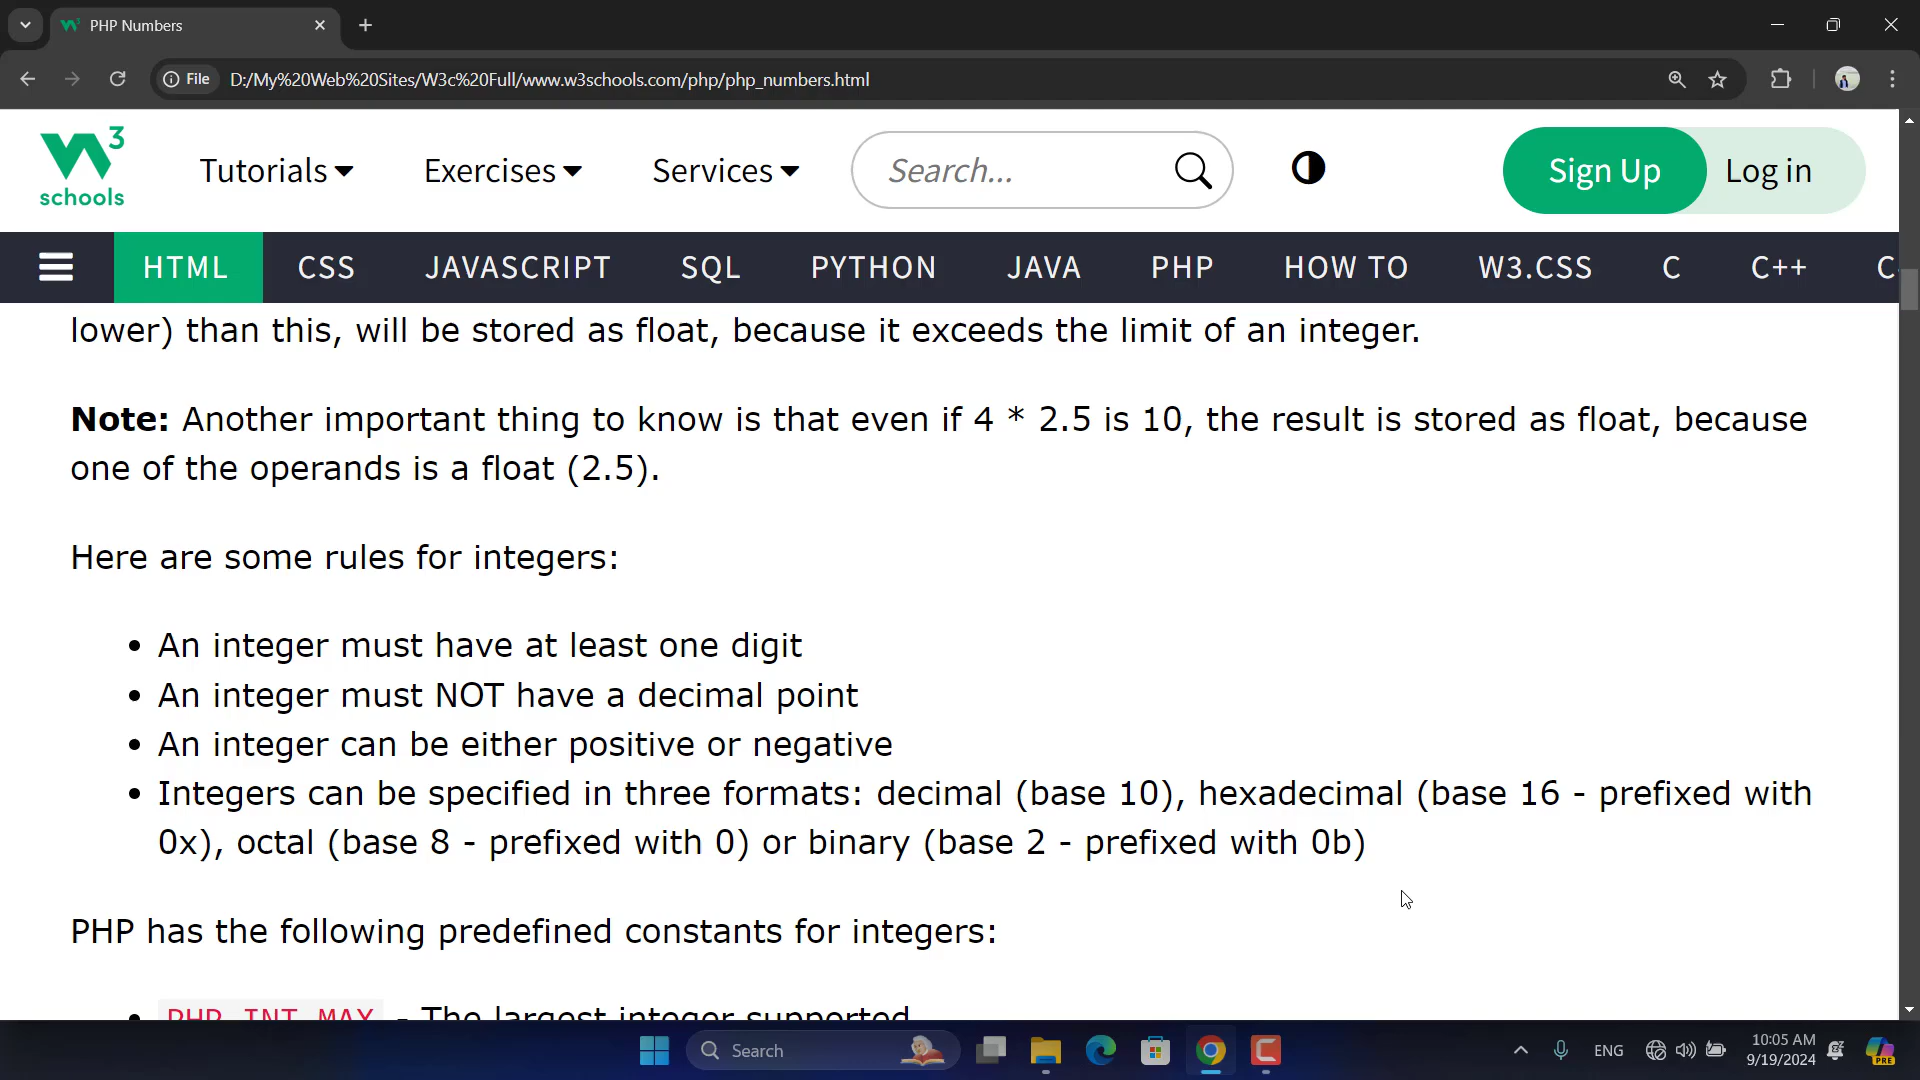 PHP Numbers
File
D:/My%20Web%20Sites/W3c%20Full/www.w3schools.com/php/php_numbers.html
3
schools
Tutorials
Exercises
Services
Search...
Sign Up
Log in
HTML
CSS
JAVASCRIPT
SQL
PYTHON
JAVA
PHP
HOW TO
W3.CSS
C
C++
lower) than this, will be stored as float, because it exceeds the limit of an integer.
Note: Another important thing to know is that even if 4 * 2.5 is 10, the result is stored as float, because
one of the operands is a float (2.5).
Here are some rules for integers:
• An integer must have at least one digit
• An integer must NOT have a decimal point
• An integer can be either positive or negative
• Integers can be specified in three formats: decimal (base 10), hexadecimal (base 16 - prefixed with
0x), octal (base 8 - prefixed with 0) or binary (base 2 - prefixed with 0b)
PHP has the following predefined constants for integers:
• PHP_INT_MAX - The largest integer supported
Search
ENG
10:05 AM
9/19/2024
PRE